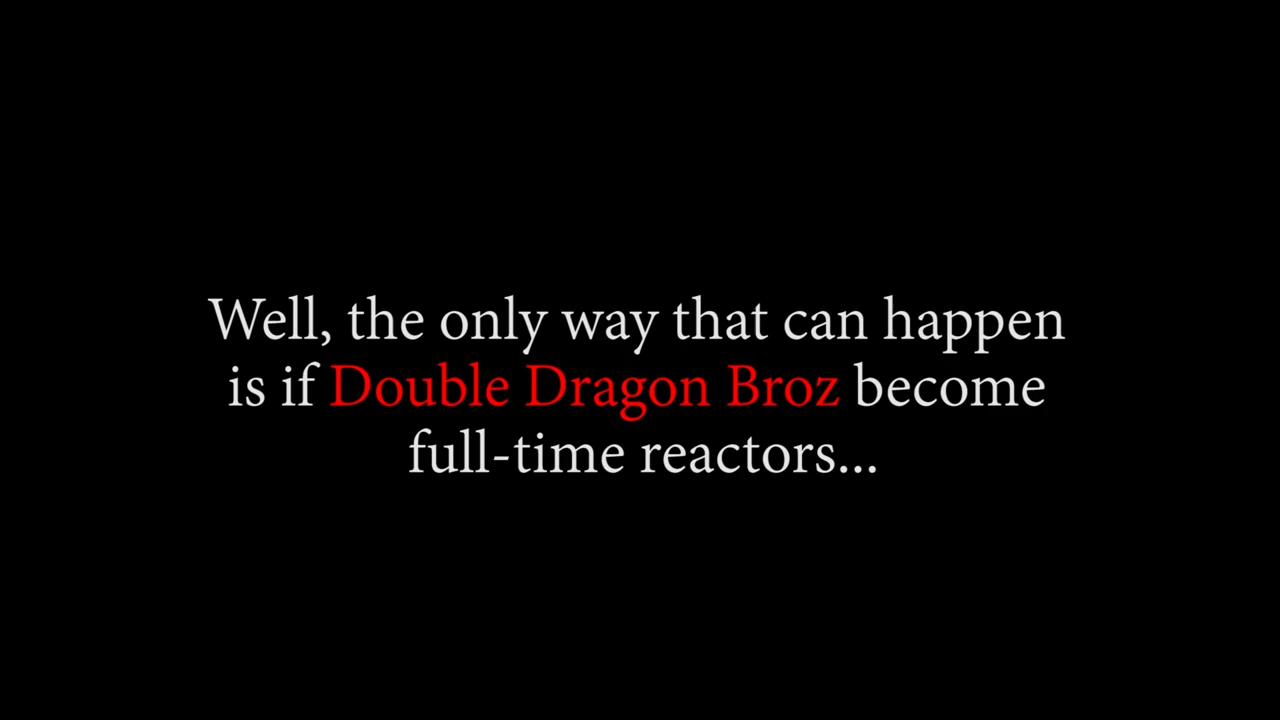 Well, the only way that can happen
is if Double Dragon Broz become
full-time reactors...